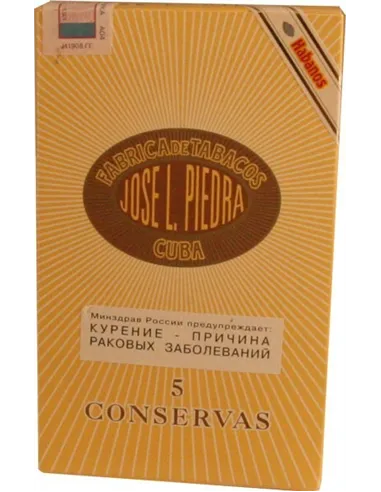 Habanos
FABRICA DE TABACOS
JOSE L. PIEDRA
CUBA
Минздрав России предупреждает:
КУРЕНИЕ - ПРИЧИНА
РАКОВЫХ ЗАБОЛЕВАНИЙ
5
CONSERVAS